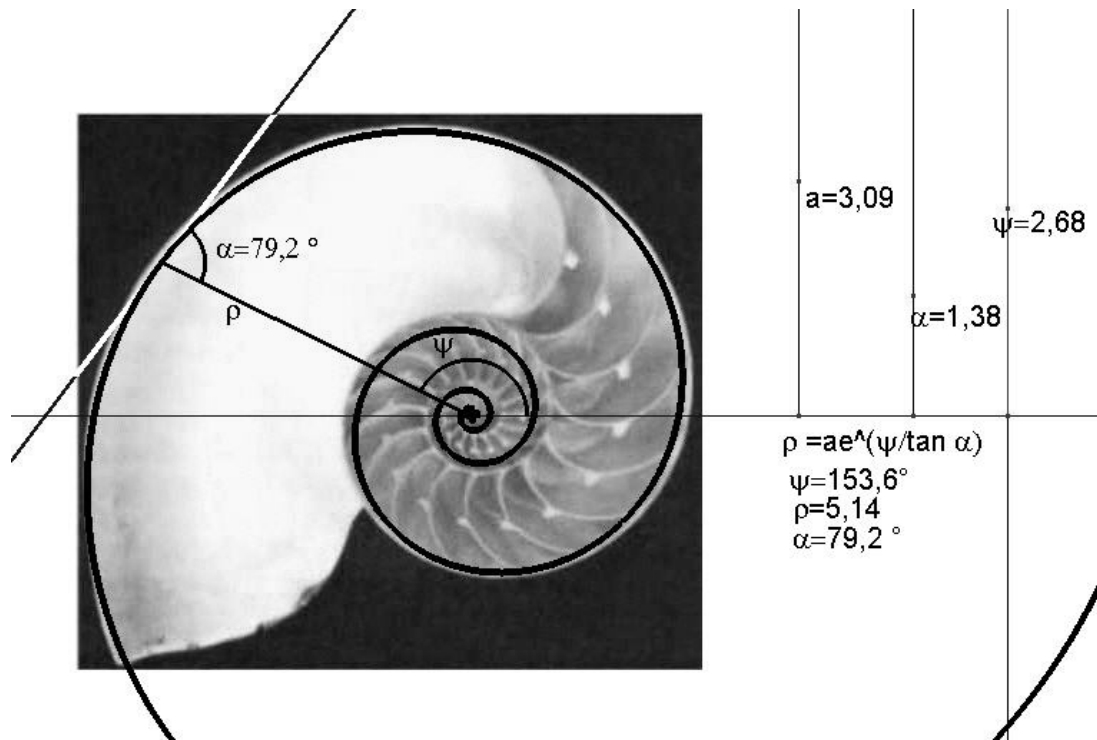 α=79,2 °
ρ
ψ
a=3,09
ψ=2,68
α=1,38
ρ =ae^(ψ/tan α)
ψ=153,6°
ρ=5,14
α=79,2 °